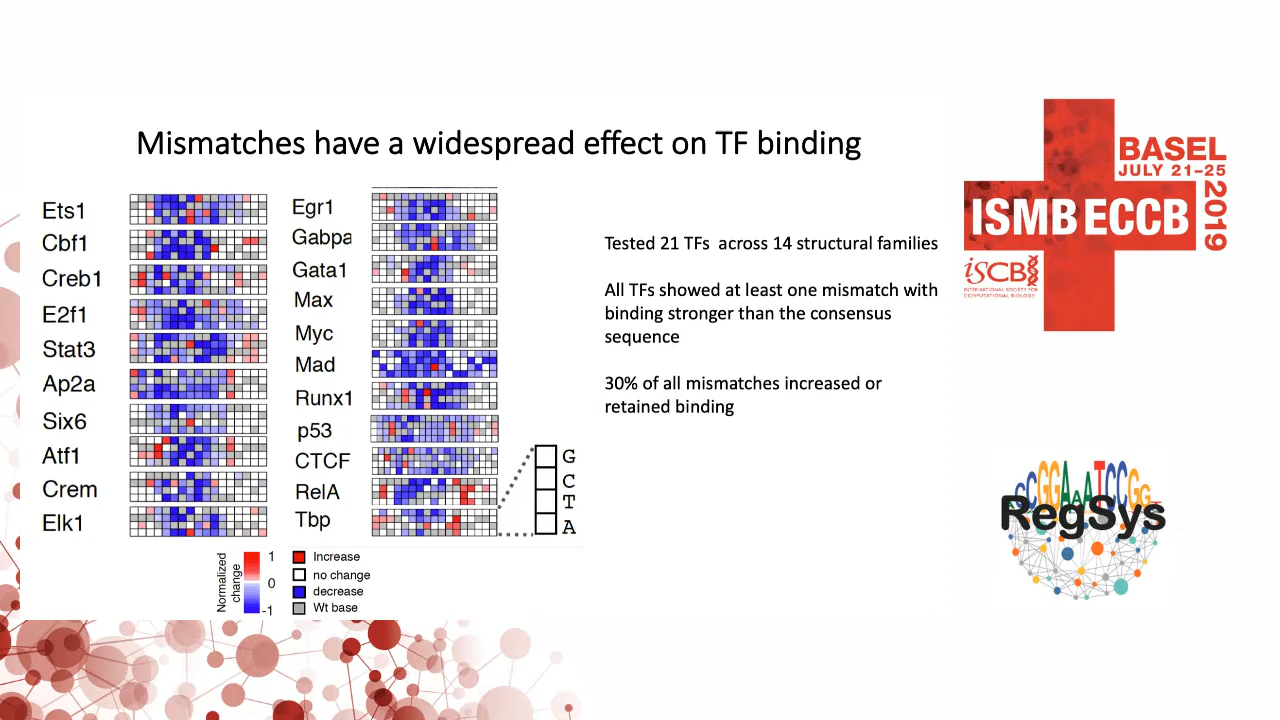 Mismatches have a widespread effect on TF binding
Ets1
Cbf1
Creb1
E2f1
Stat3
Ap2a
Six6
Atf1
Crem
Elk1
Egr1
Gabpa
Gata1
Max
Myc
Mad
Runx1
p53
CTCF
RelA
Tbp
G
C
T
A
Normalized
change
1
0
-1
Increase
no change
decrease
Wt base
Tested 21 TFs across 14 structural families
All TFs showed at least one mismatch with
binding stronger than the consensus
sequence
30% of all mismatches increased or
retained binding
BASEL
JULY 21–25
2019
ISMB ECCB
iSCB
INTERNATIONAL SOCIETY FOR
COMPUTATIONAL BIOLOGY
GCGGAAATCCGGT
RegSys